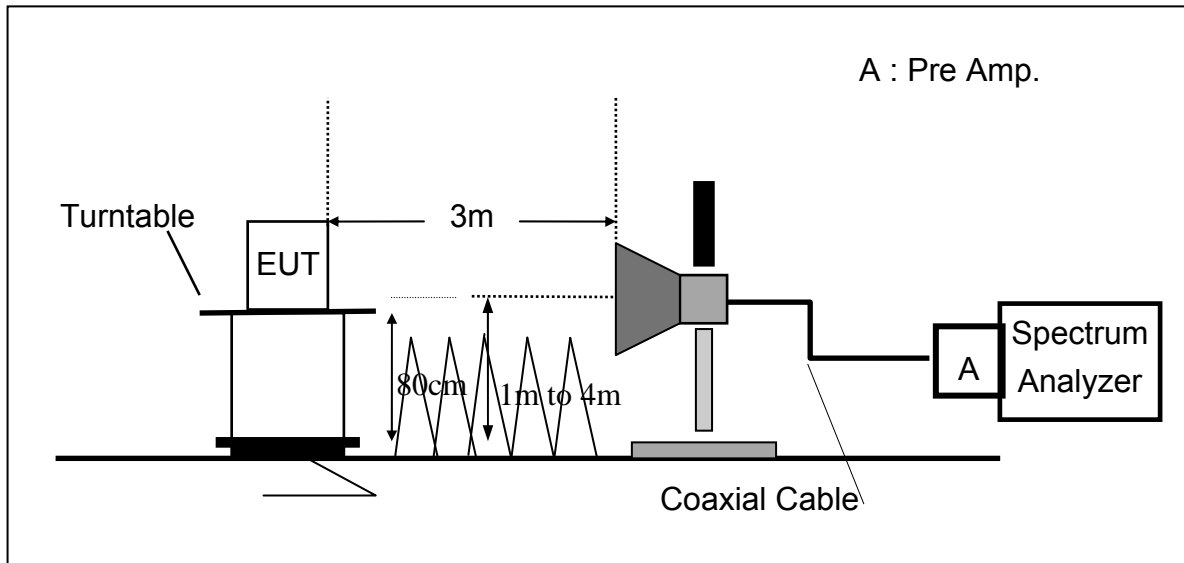 A : Pre Amp.
Turntable
3m
EUT
80cm
1m to 4m
A
Spectrum
Analyzer
Coaxial Cable